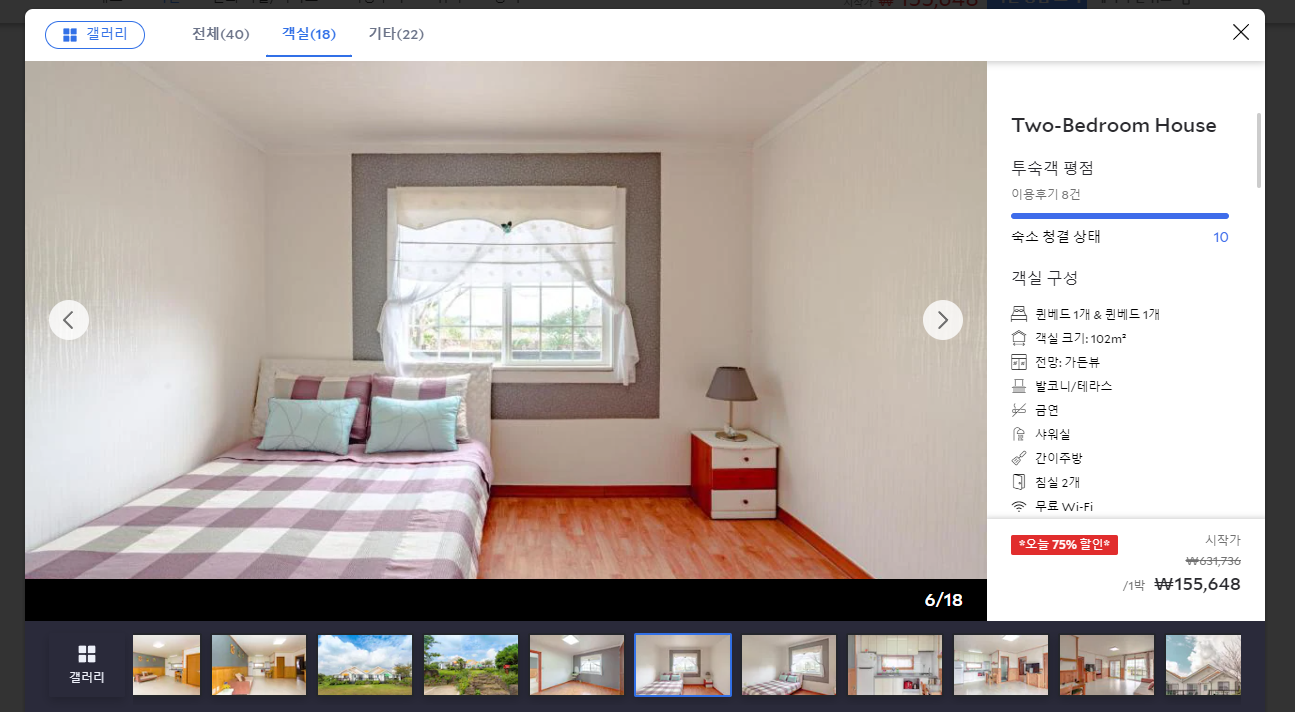 갤러리
전체(40)
객실(18)
기타(22)
Two-Bedroom House
투숙객 평점
이용후기 8건
숙소 청결 상태 10
객실 구성
퀸베드 1개 & 퀸베드 1개
객실 크기: 102m²
전망: 가든뷰
발코니/테라스
금연
샤워실
간이주방
침실 2개
무료 Wi-Fi
*오늘 75% 할인*
시작가
₩631,736
/1박 ₩155,648
6/18
갤러리